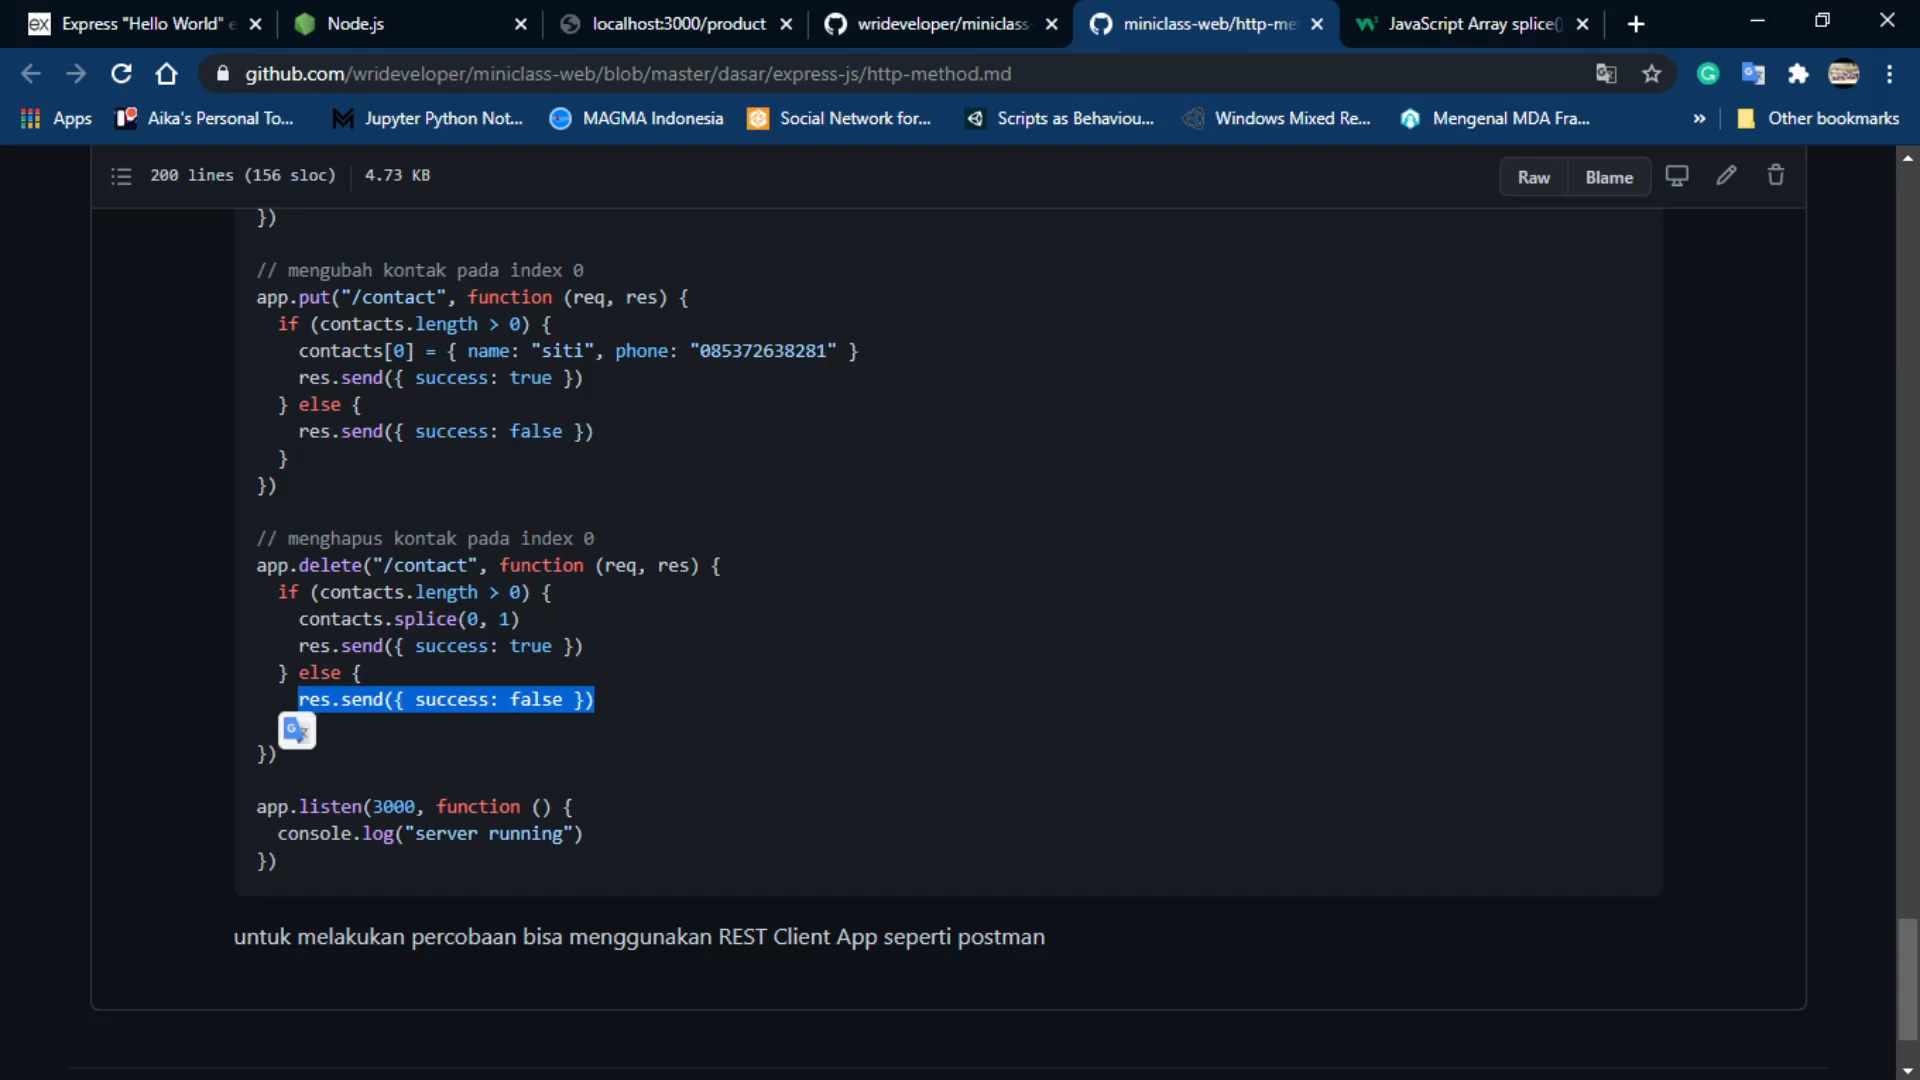 Express "Hello World" e
Node.js
localhost:3000/product
wrideveloper/miniclass-
miniclass-web/http-me
JavaScript Array splice()
github.com/wrideveloper/miniclass-web/blob/master/dasar/express-js/http-method.md
Apps
Aika's Personal To...
Jupyter Python Not...
MAGMA Indonesia
Social Network for...
Scripts as Behaviou...
Windows Mixed Re...
Mengenal MDA Fra...
»
Other bookmarks
200 lines (156 sloc)
4.73 KB
Raw
Blame
})
// mengubah kontak pada index 0
app.put("/contact", function (req, res) {
if (contacts.length > 0) {
contacts[0] = { name: "siti", phone: "085372638281" }
res.send({ success: true })
} else {
res.send({ success: false })
}
})
// menghapus kontak pada index 0
app.delete("/contact", function (req, res) {
if (contacts.length > 0) {
contacts.splice(0, 1)
res.send({ success: true })
} else {
res.send({ success: false })
})
app.listen(3000, function () {
console.log("server running")
})
untuk melakukan percobaan bisa menggunakan REST Client App seperti postman